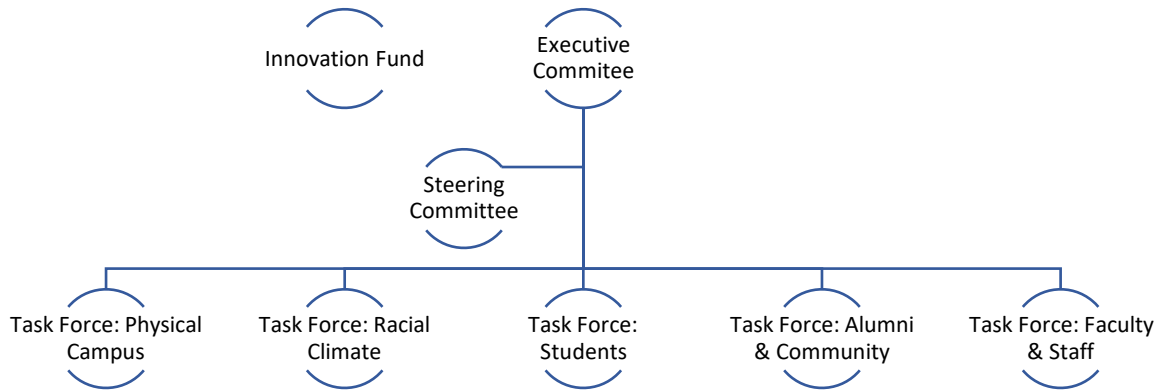 Innovation Fund
Executive
Commitee
Steering
Committee
Task Force: Physical
Campus
Task Force: Racial
Climate
Task Force:
Students
Task Force: Alumni
& Community
Task Force: Faculty
& Staff